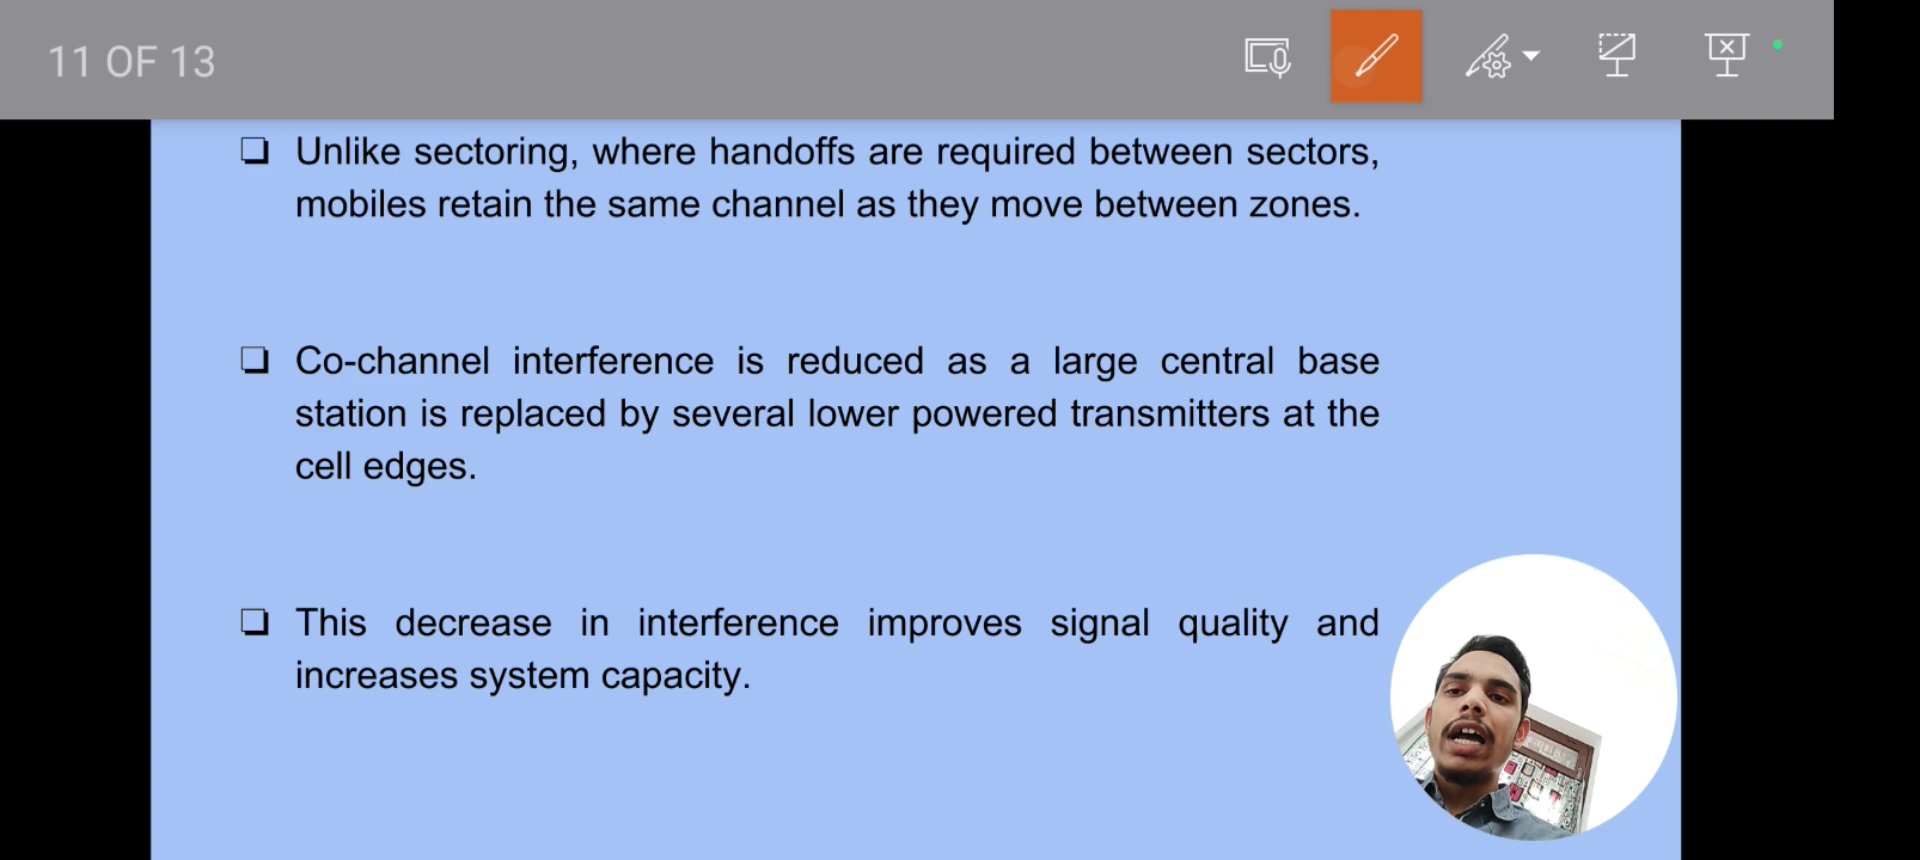 11 OF 13
Unlike sectoring, where handoffs are required between sectors,
mobiles retain the same channel as they move between zones.
Co-channel interference is reduced as a large central base
station is replaced by several lower powered transmitters at the
cell edges.
This decrease in interference improves signal quality and
increases system capacity.